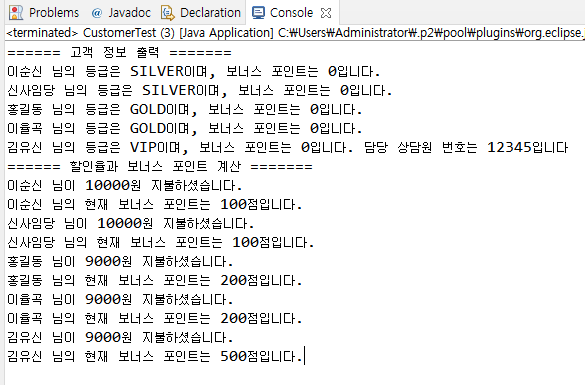 Problems @ Javadoc Declaration Console
<terminated> CustomerTest (3) [Java Application] C:₩Users₩Administrator₩.p2₩pool₩plugins₩org.eclipse.
====== 고객 정보 출력 =======
이순신 님의 등급은 SILVER이며, 보너스 포인트는 0입니다.
신사임당 님의 등급은 SILVER이며, 보너스 포인트는 0입니다.
홍길동 님의 등급은 GOLD이며, 보너스 포인트는 0입니다.
이율곡 님의 등급은 GOLD이며, 보너스 포인트는 0입니다.
김유신 님의 등급은 VIP이며, 보너스 포인트는 0입니다. 담당 상담원 번호는 12345입니다
====== 할인율과 보너스 포인트 계산 =======
이순신 님이 10000원 지불하셨습니다.
이순신 님의 현재 보너스 포인트는 100점입니다.
신사임당 님이 10000원 지불하셨습니다.
신사임당 님의 현재 보너스 포인트는 100점입니다.
홍길동 님이 9000원 지불하셨습니다.
홍길동 님의 현재 보너스 포인트는 200점입니다.
이율곡 님이 9000원 지불하셨습니다.
이율곡 님의 현재 보너스 포인트는 200점입니다.
김유신 님이 9000원 지불하셨습니다.
김유신 님의 현재 보너스 포인트는 500점입니다.